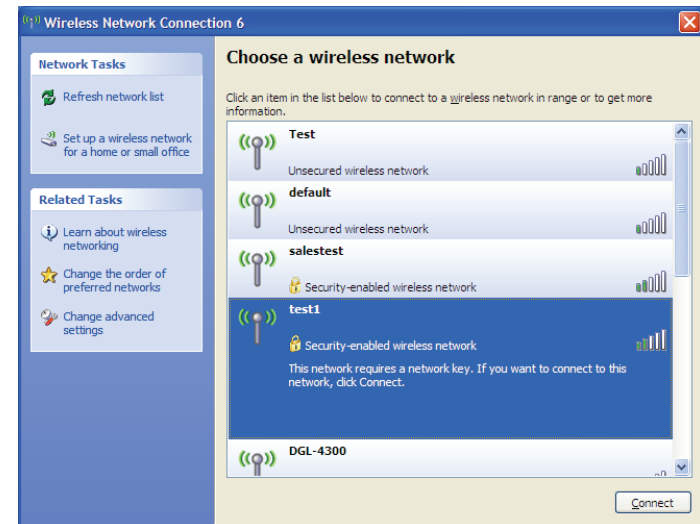 Wireless Network Connection 6
Network Tasks
Refresh network list
Set up a wireless network
for a home or small office
Related Tasks
Learn about wireless
networking
Change the order of
preferred networks
Change advanced
settings
Choose a wireless network
Click an item in the list below to connect to a wireless network in range or to get more
information.
Test
Unsecured wireless network
default
Unsecured wireless network
salestest
Security-enabled wireless network
test1
Security-enabled wireless network
This network requires a network key. If you want to connect to this
network, click Connect.
DGL-4300
Connect